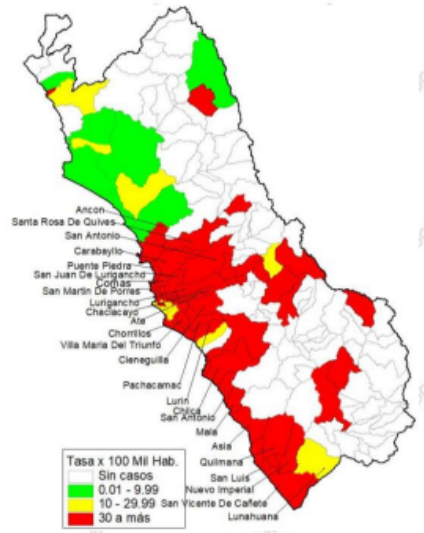 Ancon
Santa Rosa De Quives
San Antonio
Carabayllo
Puente Piedra
San Juan De Lurigancho
Comas
San Martin De Porres
Lurigancho
Chaclacayo
Ate
Chorrillos
Villa Maria Del Triunfo
Cieneguilla
Pachacamac
Lurin
Chilca
San Antonio
Mala
Asia
Quilmana
San Luis
Nuevo Imperial
San Vicente De Cañete
Lunahuana
Tasa x 100 Mil Hab.
Sin casos
0.01 - 9.99
10 - 29.99
30 a más